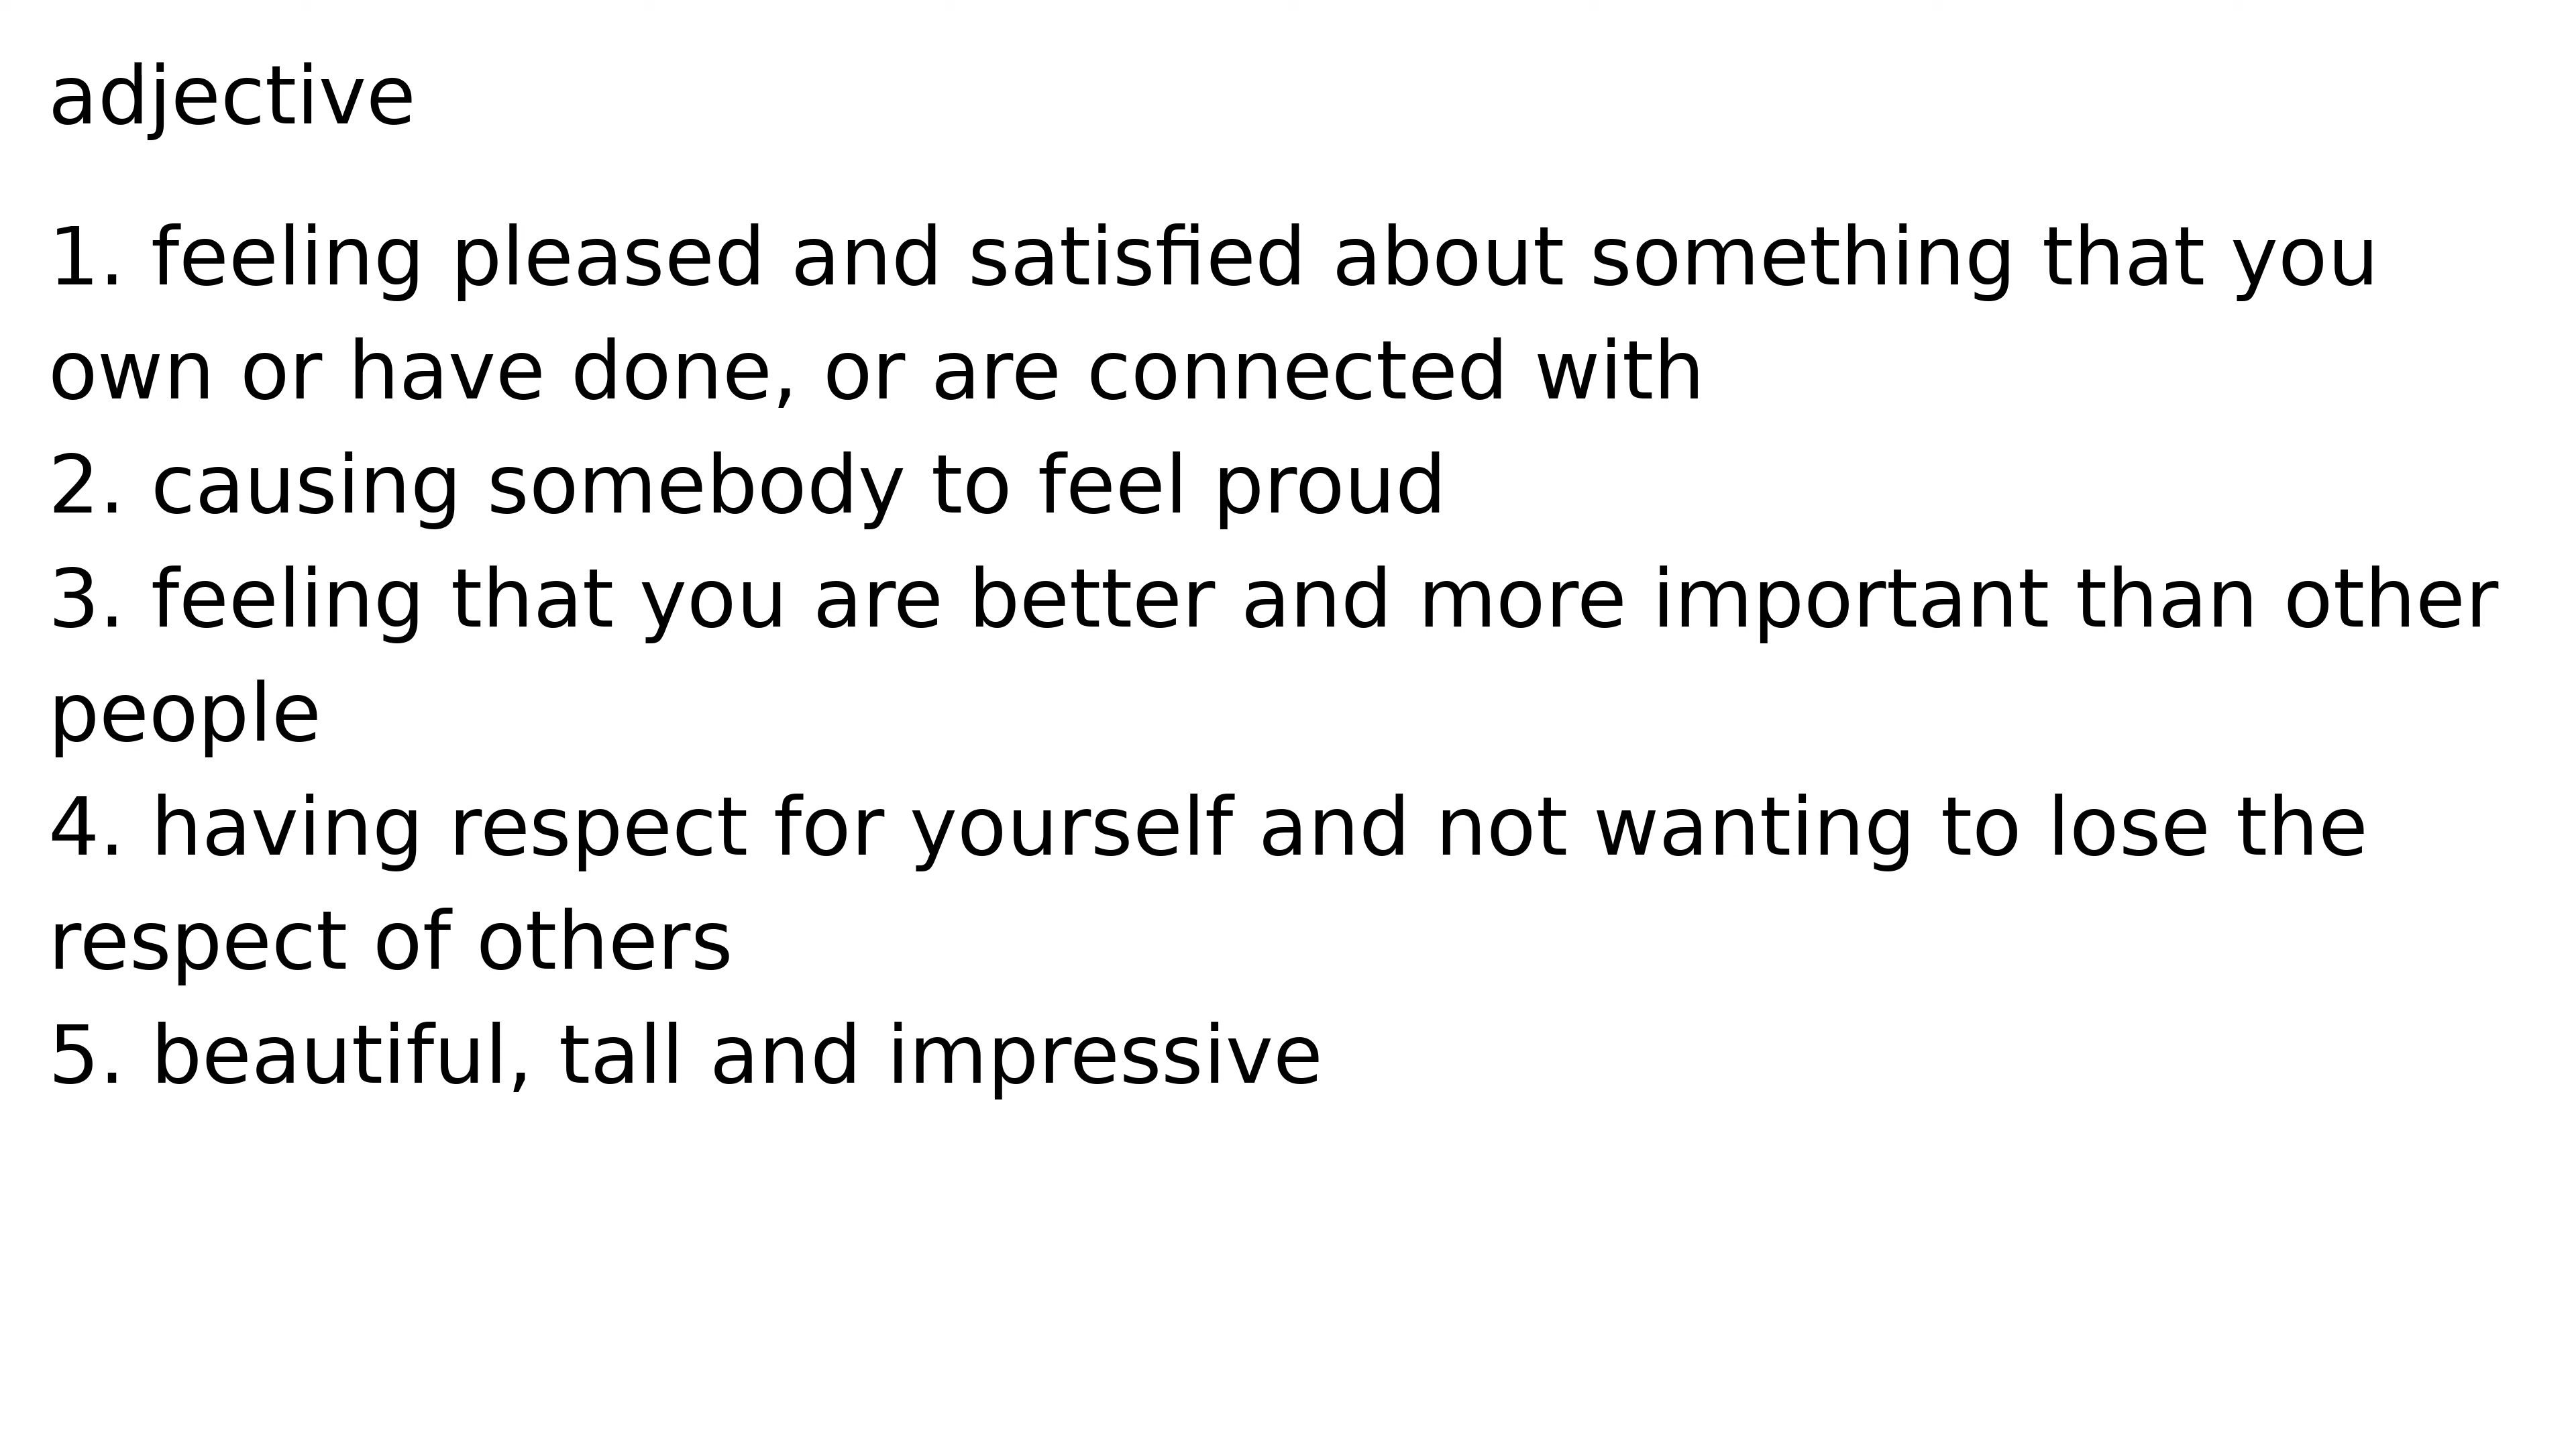 adjective
1. feeling pleased and satisfied about something that you
own or have done, or are connected with
2. causing somebody to feel proud
3. feeling that you are better and more important than other
people
4. having respect for yourself and not wanting to lose the
respect of others
5. beautiful, tall and impressive